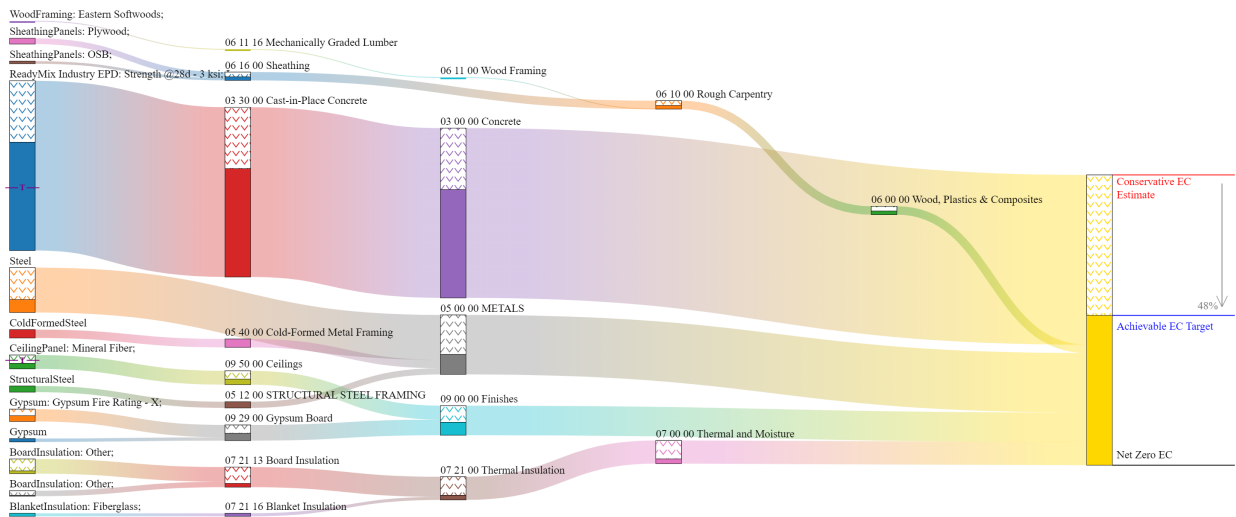 WoodFraming: Eastern Softwoods;
SheathingPanels: Plywood;
SheathingPanels: OSB;
ReadyMix Industry EPD: Strength @28d - 3 ksi;
T
Steel
ColdFormedSteel
CeilingPanel: Mineral Fiber;
T
StructuralSteel
Gypsum: Gypsum Fire Rating - X;
Gypsum
BoardInsulation: Other;
BoardInsulation: Other;
BlanketInsulation: Fiberglass;
06 11 16 Mechanically Graded Lumber
06 16 00 Sheathing
03 30 00 Cast-in-Place Concrete
05 40 00 Cold-Formed Metal Framing
09 50 00 Ceilings
05 12 00 STRUCTURAL STEEL FRAMING
09 29 00 Gypsum Board
07 21 13 Board Insulation
07 21 16 Blanket Insulation
06 11 00 Wood Framing
03 00 00 Concrete
05 00 00 METALS
09 00 00 Finishes
07 21 00 Thermal Insulation
06 10 00 Rough Carpentry
07 00 00 Thermal and Moisture
06 00 00 Wood, Plastics & Composites
Conservative EC
Estimate
48%
Achievable EC Target
Net Zero EC